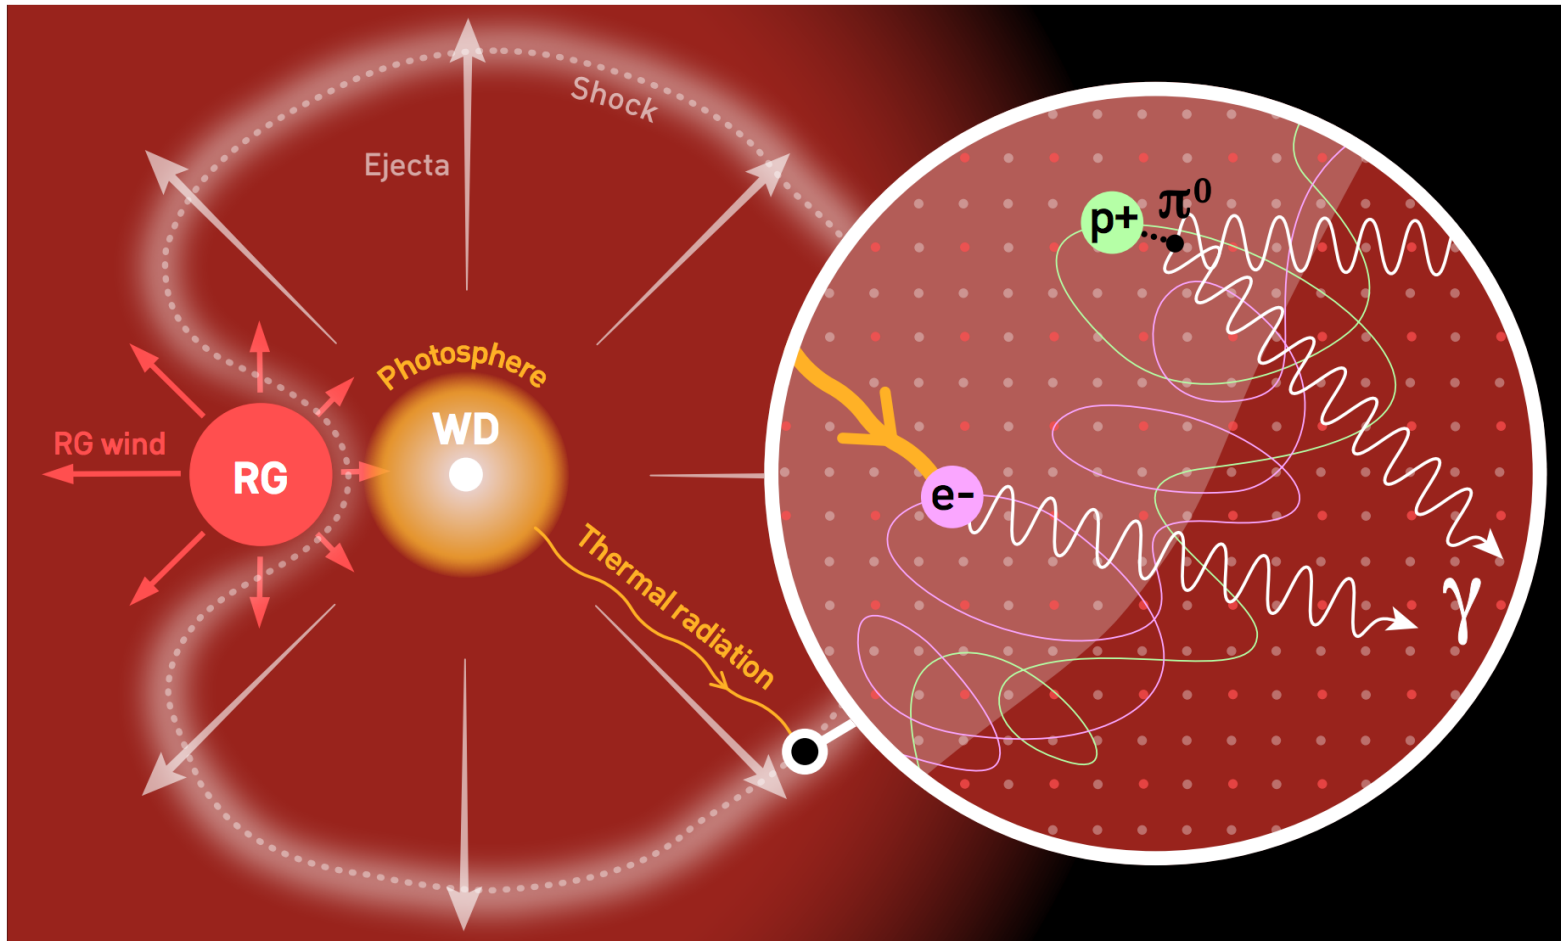 Shock
Ejecta
Photosphere
WD
RG wind
RG
Thermal radiation
p+
π⁰
e-
γ